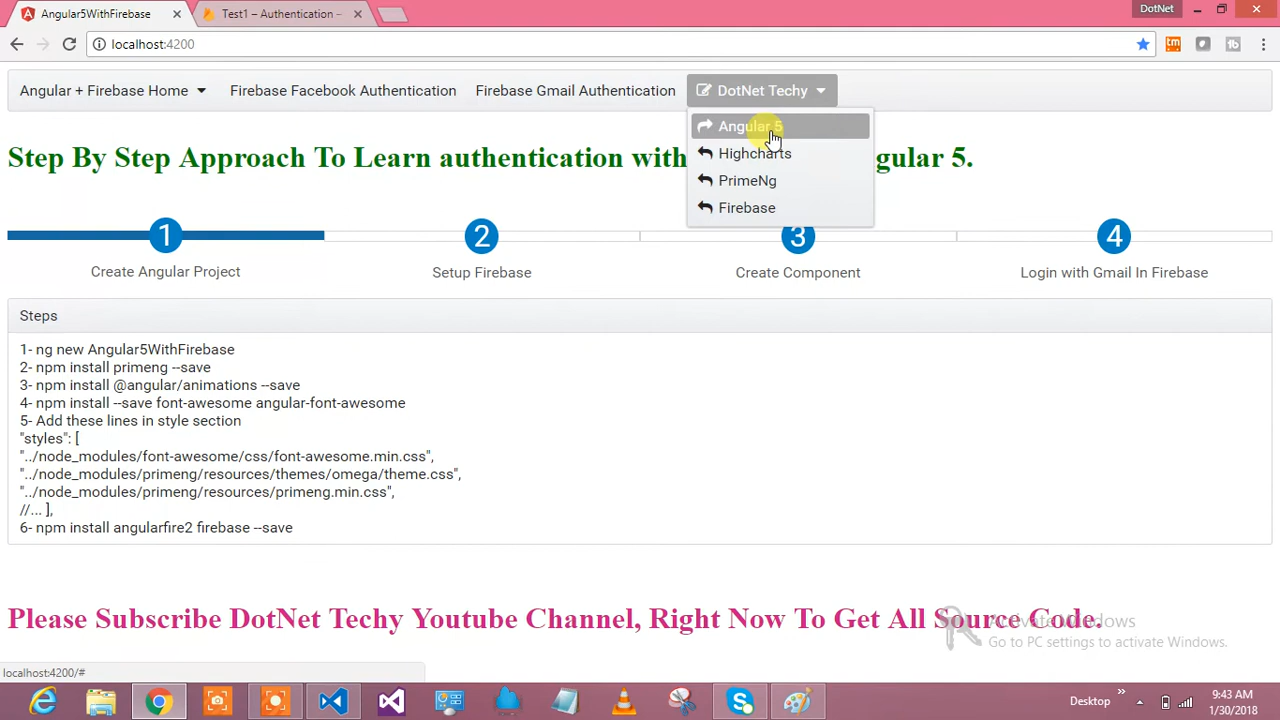 Angular5WithFirebase
Test1 – Authentication –
DotNet
localhost:4200
Angular + Firebase Home
Firebase Facebook Authentication
Firebase Gmail Authentication
DotNet Techy
Angular 5
Highcharts
PrimeNg
Firebase
Step By Step Approach To Learn authentication with gular 5.
1
2
3
4
Create Angular Project
Setup Firebase
Create Component
Login with Gmail In Firebase
Steps
1- ng new Angular5WithFirebase
2- npm install primeng --save
3- npm install @angular/animations --save
4- npm install --save font-awesome angular-font-awesome
5- Add these lines in style section
"styles": [
"../node_modules/font-awesome/css/font-awesome.min.css",
"../node_modules/primeng/resources/themes/omega/theme.css",
"../node_modules/primeng/resources/primeng.min.css",
//... ],
6- npm install angularfire2 firebase --save
Please Subscribe DotNet Techy Youtube Channel, Right Now To Get All Source Code.
Activate Windows
Go to PC settings to activate Windows.
localhost:4200/#
Desktop
9:43 AM
1/30/2018